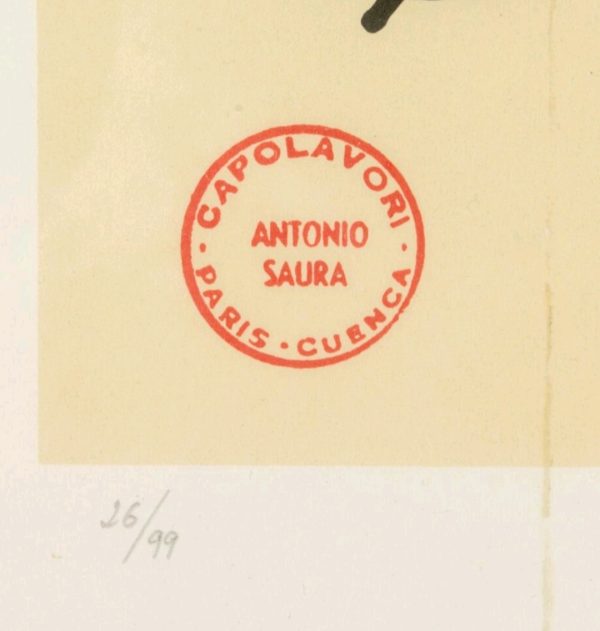 CAPOLAVORI
ANTONIO
SAURA
· PARIS · CUENCA ·
26/99